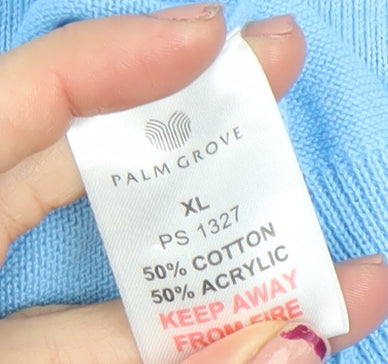 PALM GROVE
XL
PS 1327
50% COTTON
50% ACRYLIC
KEEP AWAY
FROM FIRE